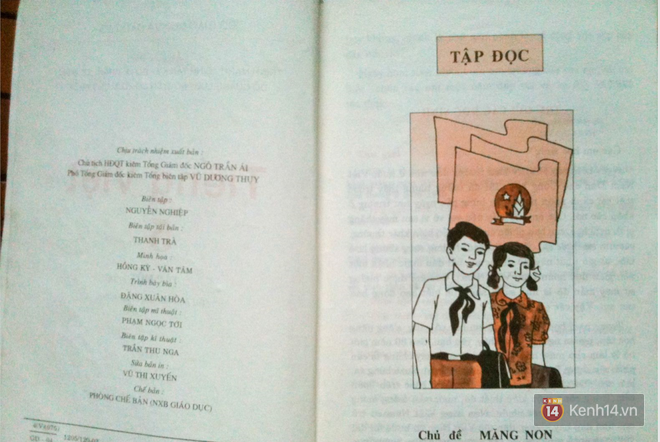 Chịu trách nhiệm xuất bản :
Chủ tịch HĐQT kiêm Tổng Giám đốc NGÔ TRẦN ÁI
Phó Tổng Giám đốc kiêm Tổng biên tập VŨ DƯƠNG THỤY
Biên tập :
NGUYỄN NGHIỆP
Biên tập tái bản :
THANH TRÀ
Minh họa :
HỒNG KỲ - VĂN TÂM
Trình bày bìa :
ĐẶNG XUÂN HÒA
Biên tập mĩ thuật :
PHẠM NGỌC TỚI
Biên tập kĩ thuật :
TRẦN THU NGA
Sửa bản in :
VŨ THỊ XUYẾN
Chế bản :
PHÒNG CHẾ BẢN (NXB GIÁO DỤC)
TẬP ĐỌC
Chủ đề MĂNG NON
14 Kenh14.vn